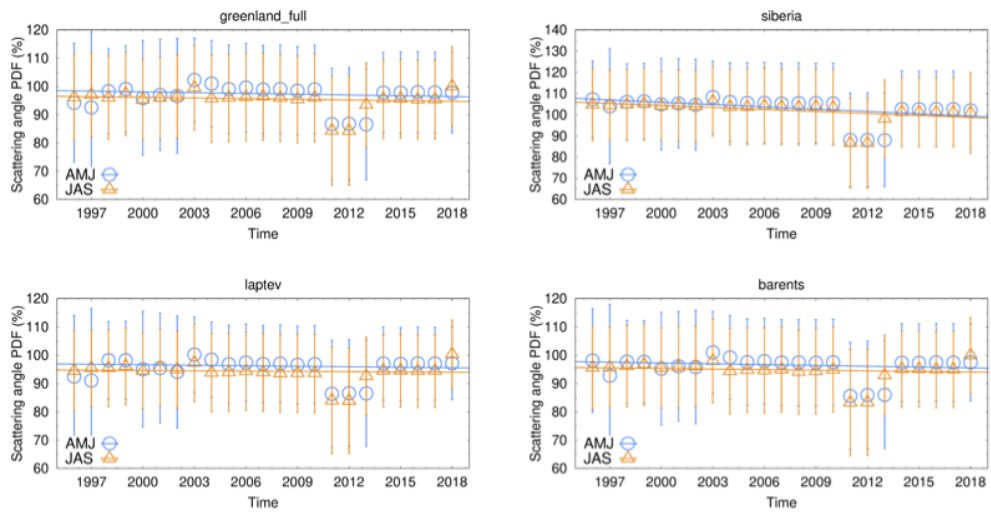 greenland_full
Scattering angle PDF (%)
120
110
100
90
80
70
60
AMJ
JAS
1997 2000 2003 2006 2009 2012 2015 2018
Time
siberia
Scattering angle PDF (%)
140
130
120
110
100
90
80
70
60
AMJ
JAS
1997 2000 2003 2006 2009 2012 2015 2018
Time
laptev
Scattering angle PDF (%)
120
110
100
90
80
70
60
AMJ
JAS
1997 2000 2003 2006 2009 2012 2015 2018
Time
barents
Scattering angle PDF (%)
120
110
100
90
80
70
60
AMJ
JAS
1997 2000 2003 2006 2009 2012 2015 2018
Time